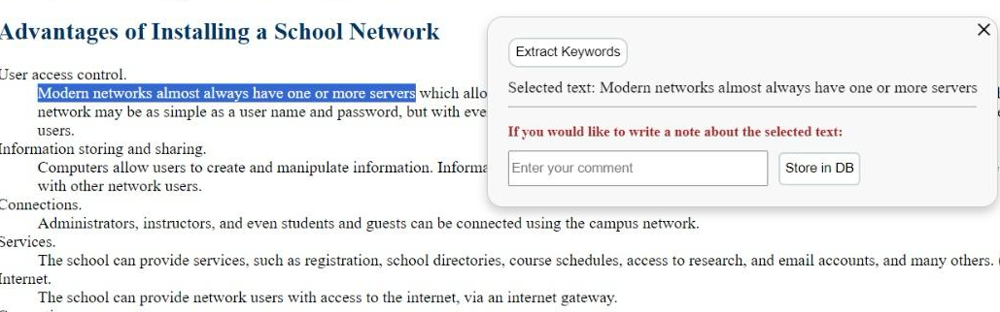 Advantages of Installing a School Network
User access control.
Modern networks almost always have one or more servers which allo
network may be as simple as a user name and password, but with eve
users.
Information storing and sharing.
Computers allow users to create and manipulate information. Informa
with other network users.
Connections.
Administrators, instructors, and even students and guests can be connected using the campus network.
Services.
The school can provide services, such as registration, school directories, course schedules, access to research, and email accounts, and many others.
Internet.
The school can provide network users with access to the internet, via an internet gateway.
×
Extract Keywords
Selected text: Modern networks almost always have one or more servers
If you would like to write a note about the selected text:
Enter your comment
Store in DB